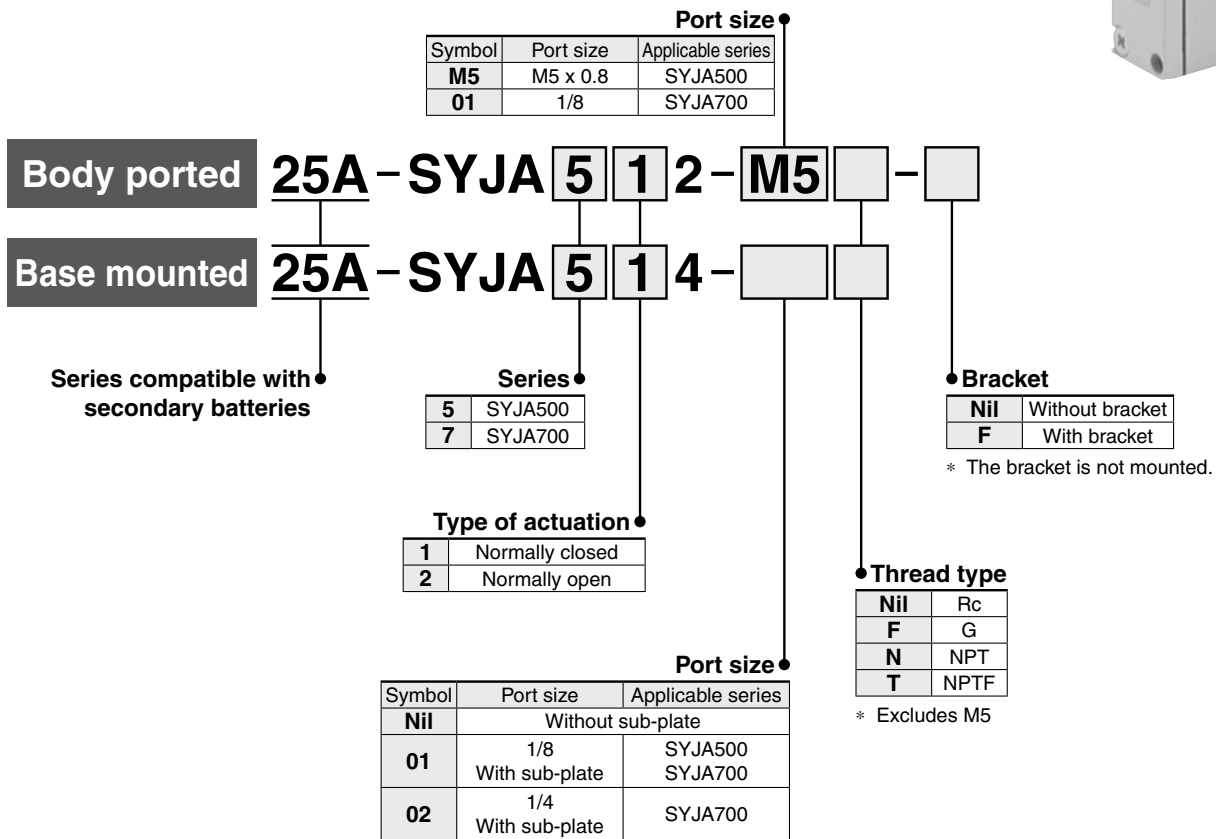 Port size
Symbol Port size Applicable series
M5 M5 x 0.8 SYJA500
01 1/8 SYJA700
Body ported 25A-SYJA 5 1 2-M5 -
Base mounted 25A-SYJA 5 1 4-
Series compatible with
secondary batteries
Series
5 SYJA500
7 SYJA700
Bracket
Nil Without bracket
F With bracket
* The bracket is not mounted.
Type of actuation
1 Normally closed
2 Normally open
Thread type
Nil Rc
F G
N NPT
T NPTF
* Excludes M5
Port size
Symbol Port size Applicable series
Nil Without sub-plate
01 1/8 SYJA500
With sub-plate SYJA700
02 1/4 SYJA700
With sub-plate